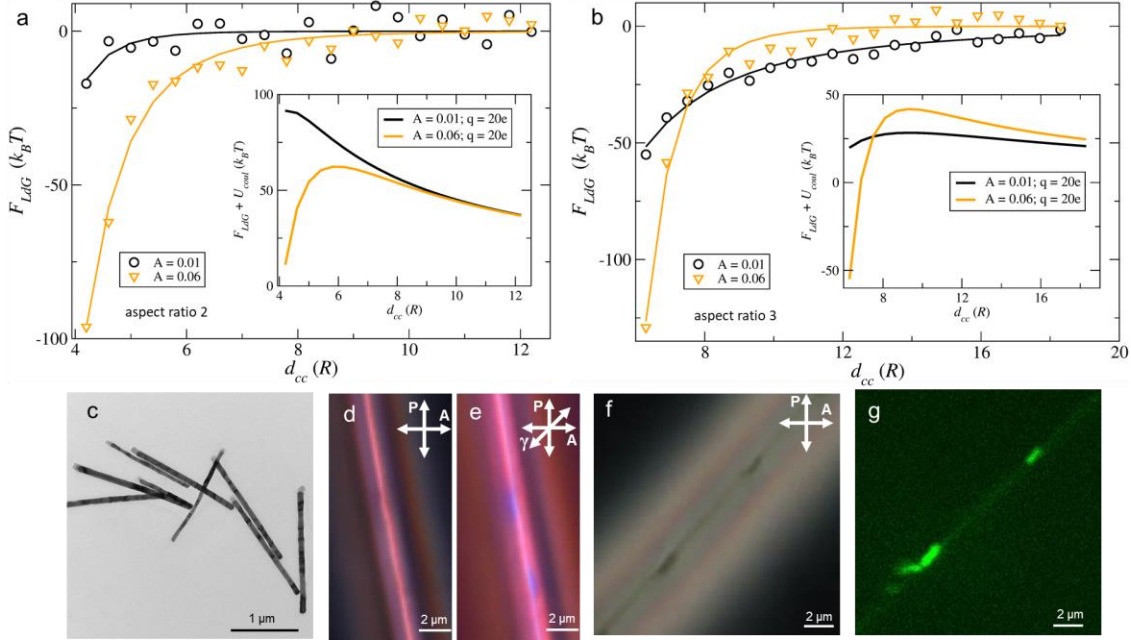 a
F_LdG (k_BT)
0
-50
-100
4
6
8
10
12
d_cc (R)
A = 0.01
A = 0.06
aspect ratio 2
100
50
0
4
6
8
10
12
d_cc (R)
F_LdG + U_coul (k_BT)
A = 0.01; q = 20e
A = 0.06; q = 20e
b
F_LdG (k_BT)
0
-50
-100
8
12
16
20
d_cc (R)
A = 0.01
A = 0.06
aspect ratio 3
50
0
-50
8
12
16
d_cc (R)
F_LdG + U_coul (k_BT)
A = 0.01; q = 20e
A = 0.06; q = 20e
c
1 µm
d
P
A
2 µm
e
P
A
γ
2 µm
f
P
A
2 µm
g
2 µm